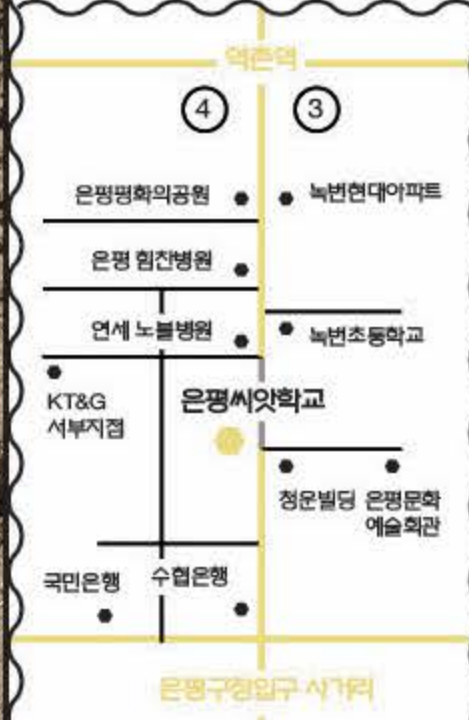 역촌역
④ ③
은평평화의공원
녹번현대아파트
은평 힘찬병원
연세 노블병원
녹번초등학교
KT&G
서부지점
은평씨앗학교
청운빌딩
은평문화
예술회관
국민은행
수협은행
은평구청입구 사거리